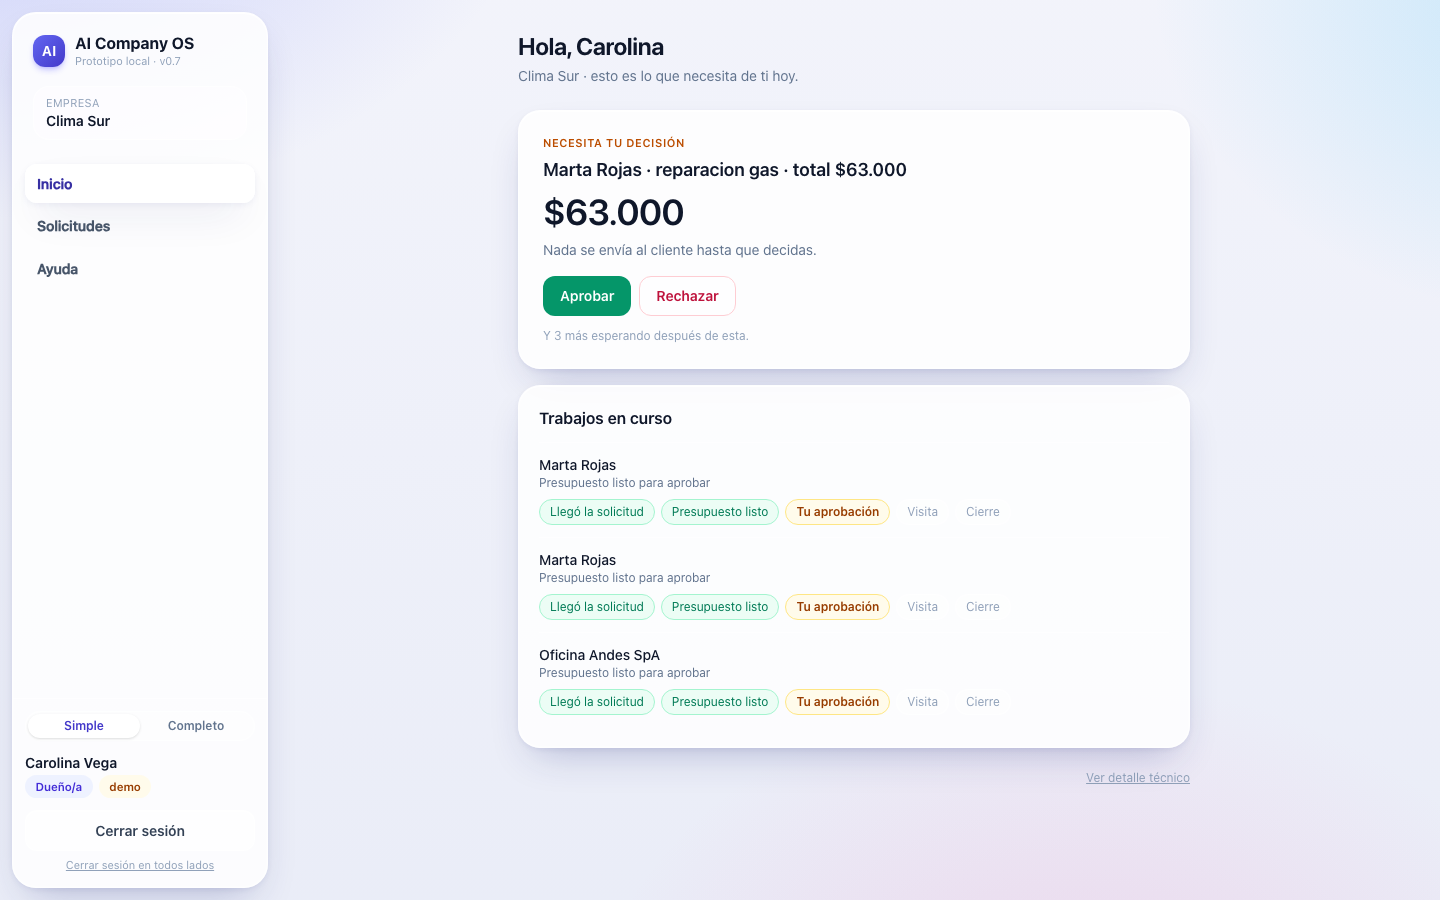 AI
AI Company OS
Prototipo local · v0.7
EMPRESA
Clima Sur
Inicio
Solicitudes
Ayuda
Simple
Completo
Carolina Vega
Dueño/a
demo
Cerrar sesión
Cerrar sesión en todos lados
Hola, Carolina
Clima Sur · esto es lo que necesita de ti hoy.
NECESITA TU DECISIÓN
Marta Rojas · reparacion gas · total $63.000
$63.000
Nada se envía al cliente hasta que decidas.
Aprobar
Rechazar
Y 3 más esperando después de esta.
Trabajos en curso
Marta Rojas
Presupuesto listo para aprobar
Llegó la solicitud Presupuesto listo Tu aprobación Visita Cierre
Marta Rojas
Presupuesto listo para aprobar
Llegó la solicitud Presupuesto listo Tu aprobación Visita Cierre
Oficina Andes SpA
Presupuesto listo para aprobar
Llegó la solicitud Presupuesto listo Tu aprobación Visita Cierre
Ver detalle técnico